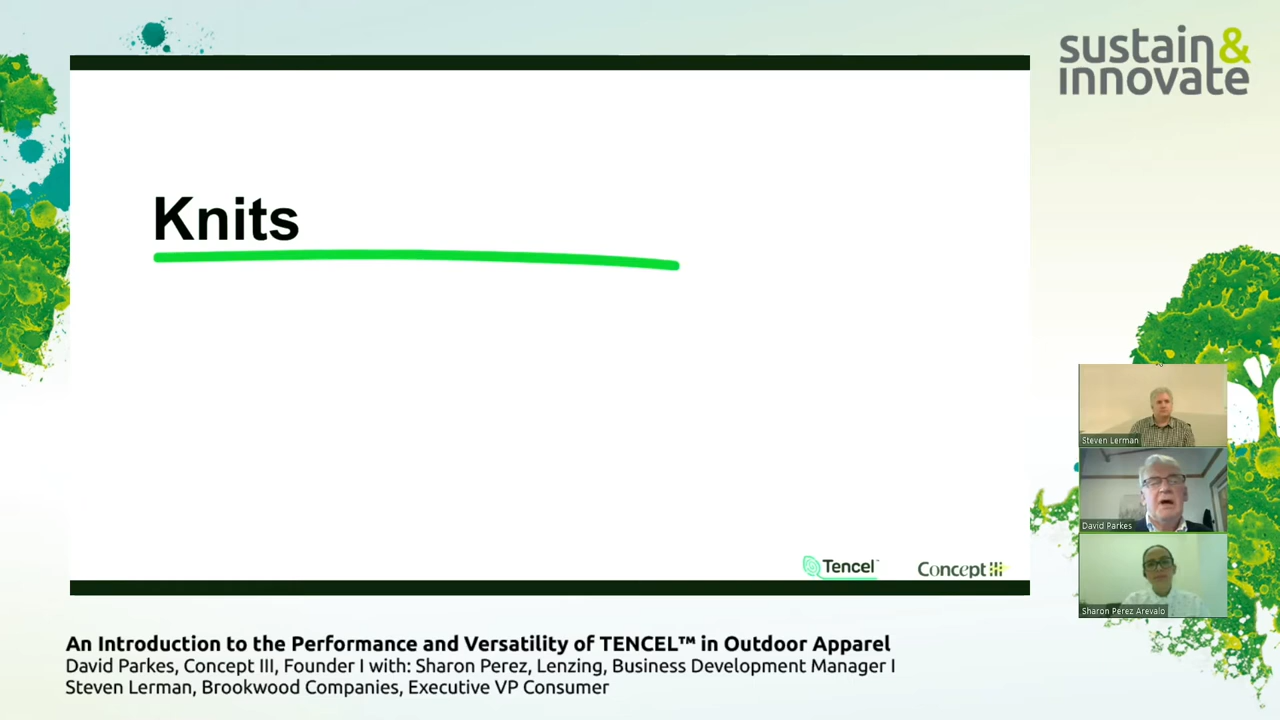 sustain&
innovate
Knits
Steven Lerman
David Parkes
Tencel™
Concept III
Sharon Perez Arevalo
An Introduction to the Performance and Versatility of TENCEL™ in Outdoor Apparel
David Parkes, Concept III, Founder I with: Sharon Perez, Lenzing, Business Development Manager I
Steven Lerman, Brookwood Companies, Executive VP Consumer